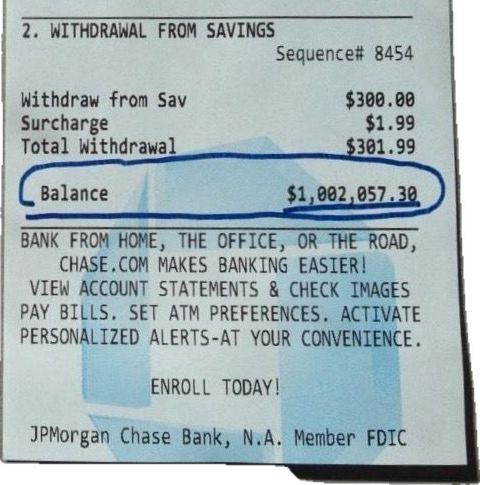 2. WITHDRAWAL FROM SAVINGS
Sequence# 8454
Withdraw from Sav $300.00
Surcharge $1.99
Total Withdrawal $301.99
Balance $1,002,057.30
BANK FROM HOME, THE OFFICE, OR THE ROAD,
CHASE.COM MAKES BANKING EASIER!
VIEW ACCOUNT STATEMENTS & CHECK IMAGES
PAY BILLS. SET ATM PREFERENCES. ACTIVATE
PERSONALIZED ALERTS-AT YOUR CONVENIENCE.
ENROLL TODAY!
JPMorgan Chase Bank, N.A. Member FDIC